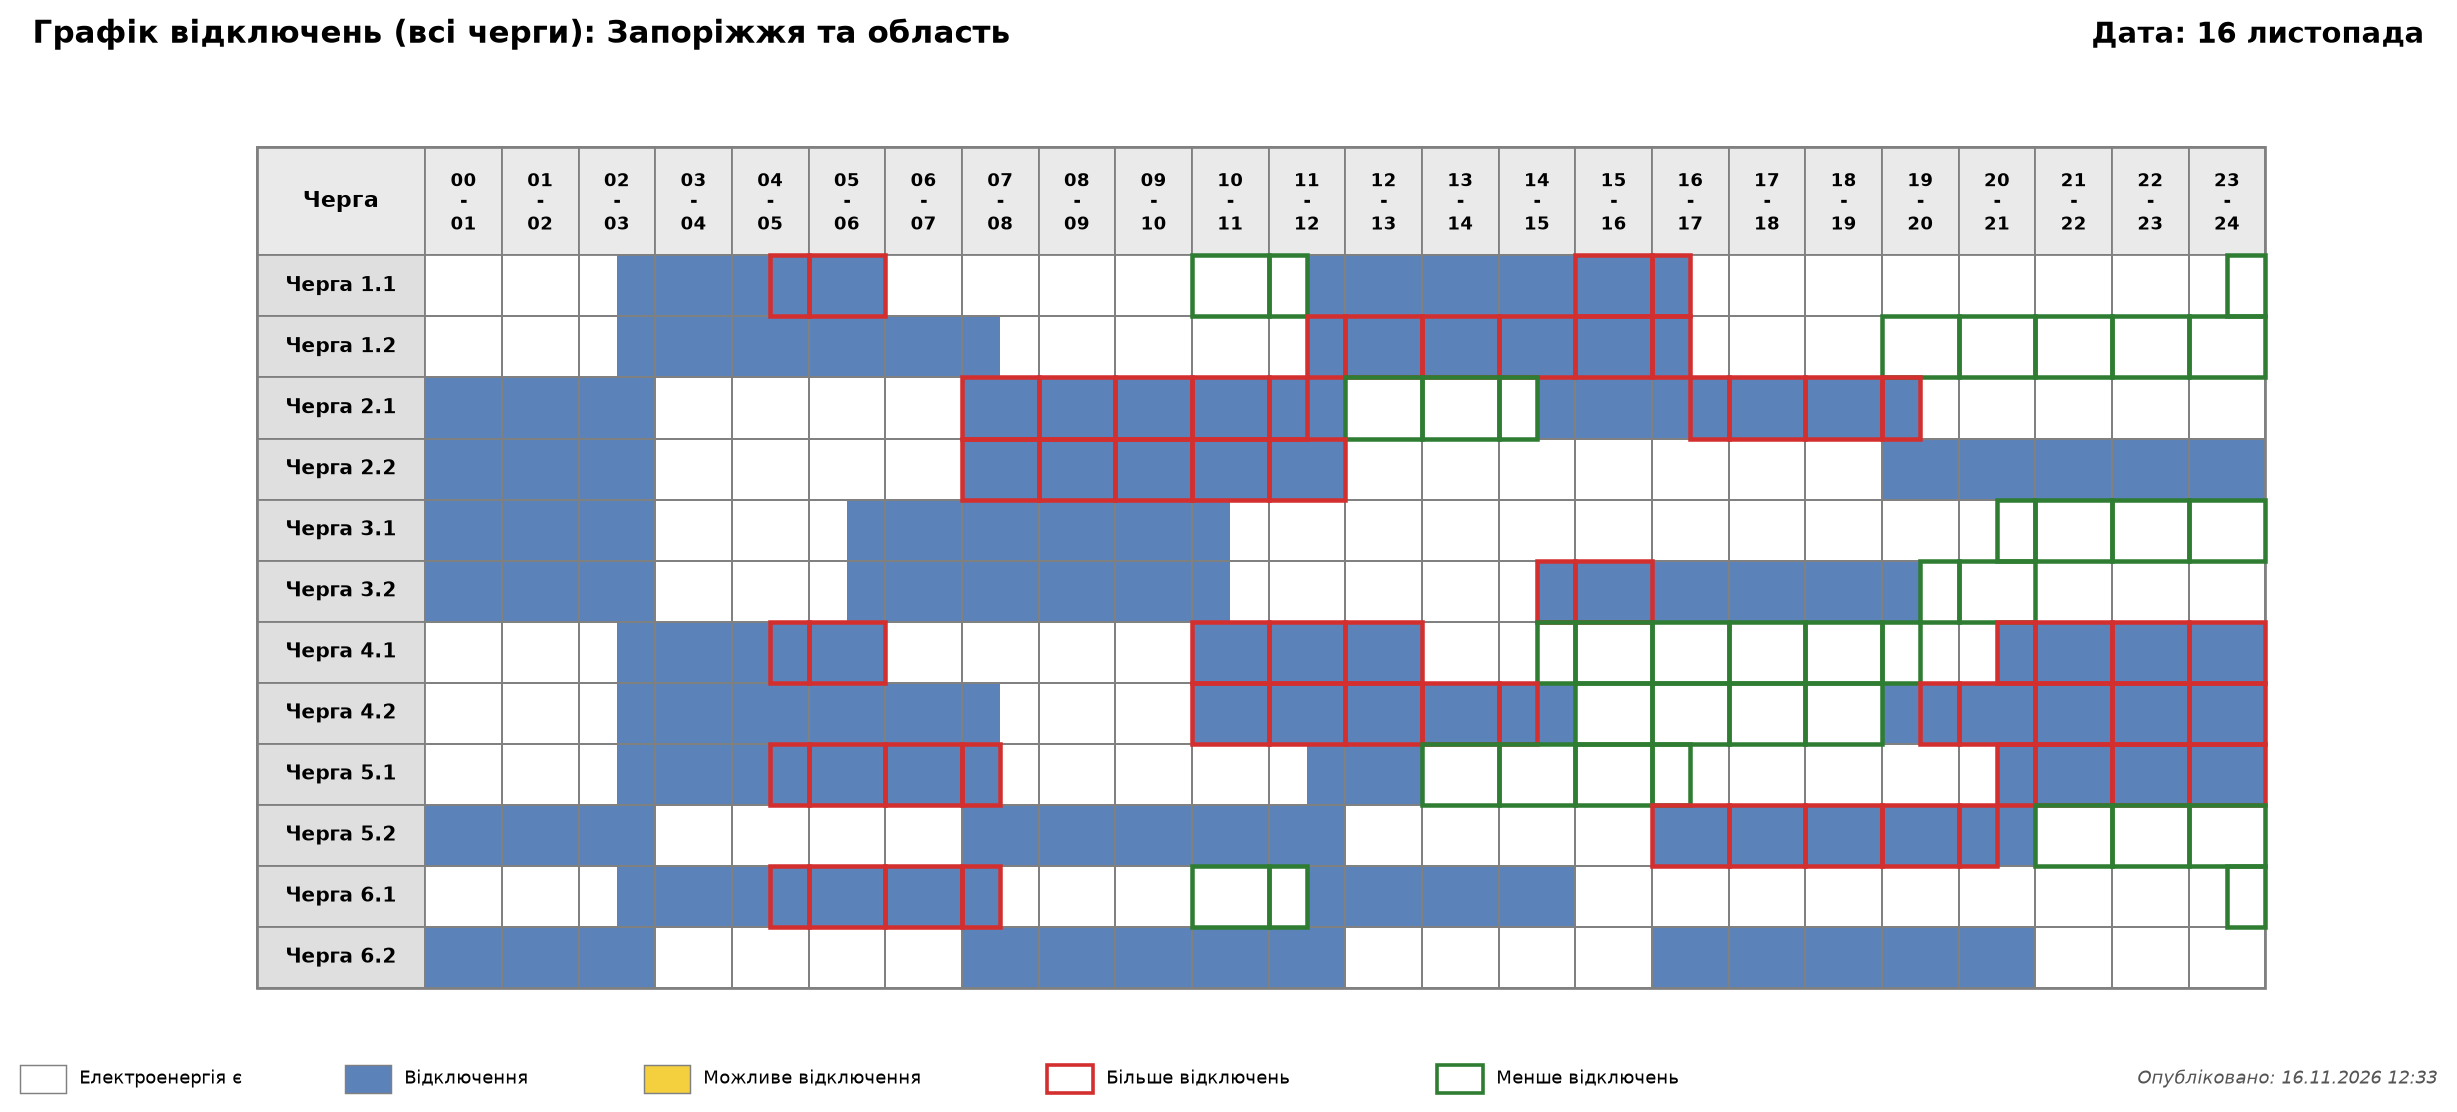 Графік відключень (всі черги): Запоріжжя та область
Дата: 16 листопада
Черга
00 - 01
01 - 02
02 - 03
03 - 04
04 - 05
05 - 06
06 - 07
07 - 08
08 - 09
09 - 10
10 - 11
11 - 12
12 - 13
13 - 14
14 - 15
15 - 16
16 - 17
17 - 18
18 - 19
19 - 20
20 - 21
21 - 22
22 - 23
23 - 24
Черга 1.1
Черга 1.2
Черга 2.1
Черга 2.2
Черга 3.1
Черга 3.2
Черга 4.1
Черга 4.2
Черга 5.1
Черга 5.2
Черга 6.1
Черга 6.2
Електроенергія є
Відключення
Можливе відключення
Більше відключень
Менше відключень
Опубліковано: 16.11.2026 12:33